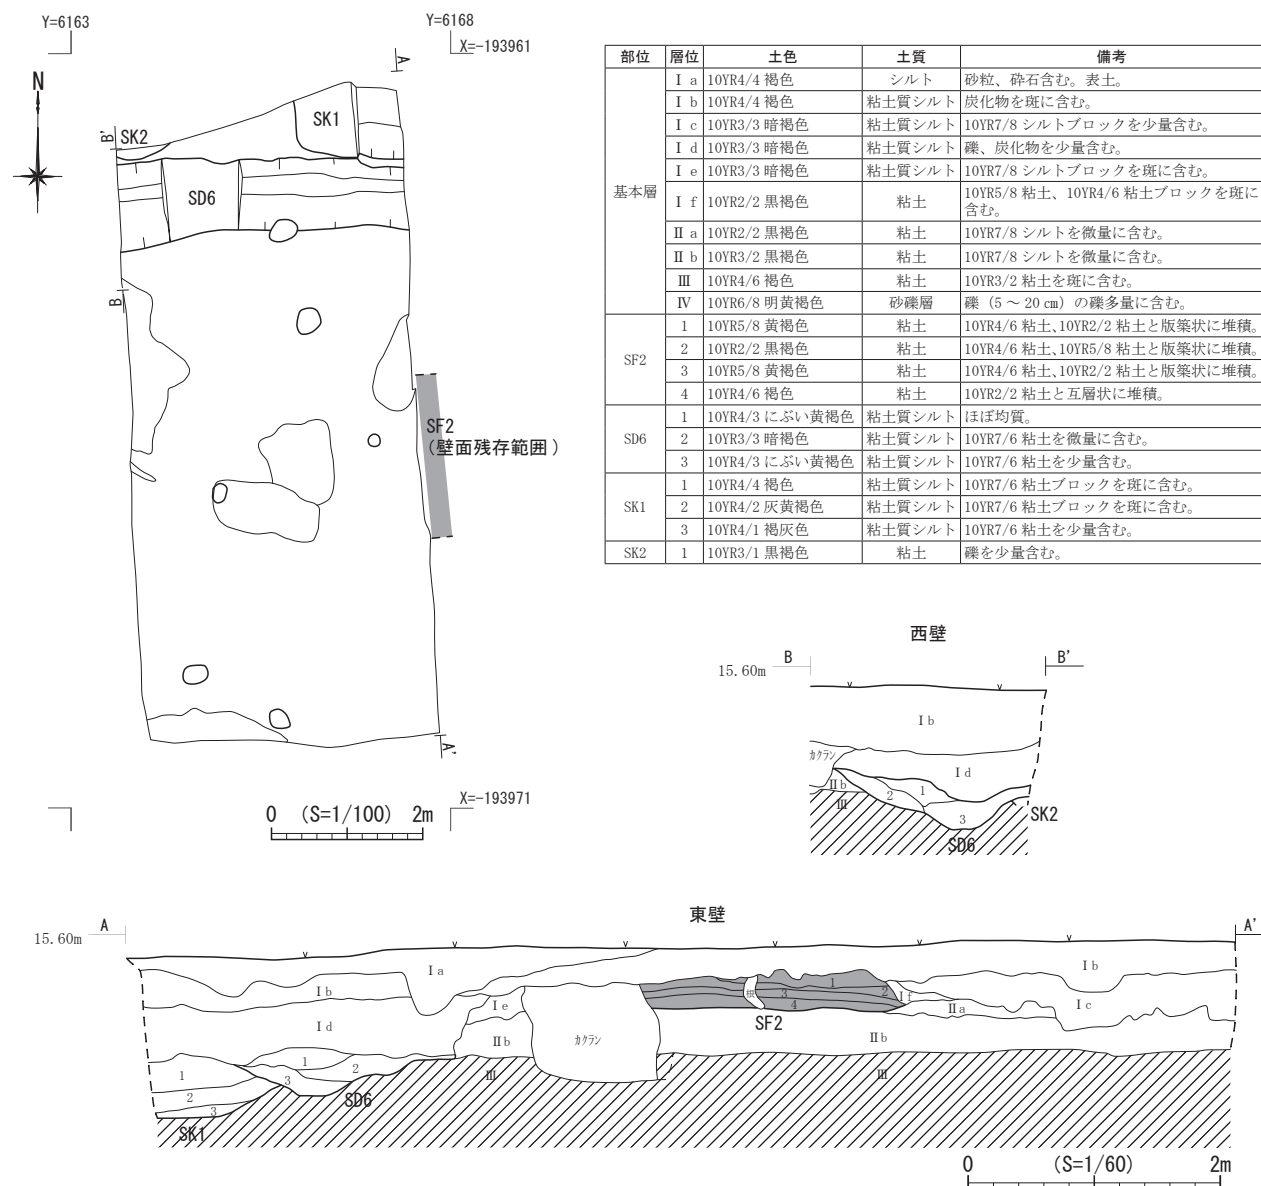 Y=6163
Y=6168
X=-193961
A
N
B'
SK2
SK1
SD6
B
SF2
(壁面残存範囲)
A'
X=-193971
0 (S=1/100) 2m
部位 層位 土色 土質 備考
基本層
Ⅰa 10YR4/4 褐色 シルト 砂粒、砕石含む。表土。
Ⅰb 10YR4/4 褐色 粘土質シルト 炭化物を斑に含む。
Ⅰc 10YR3/3 暗褐色 粘土質シルト 10YR7/8 シルトブロックを少量含む。
Ⅰd 10YR3/3 暗褐色 粘土質シルト 礫、炭化物を少量含む。
Ⅰe 10YR3/3 暗褐色 粘土質シルト 10YR7/8 シルトブロックを斑に含む。
Ⅰf 10YR2/2 黒褐色 粘土 10YR5/8 粘土、10YR4/6 粘土ブロックを斑に
含む。
Ⅱa 10YR2/2 黒褐色 粘土 10YR7/8 シルトを微量に含む。
Ⅱb 10YR3/2 黒褐色 粘土 10YR7/8 シルトを微量に含む。
Ⅲ 10YR4/6 褐色 粘土 10YR3/2 粘土を斑に含む。
Ⅳ 10YR6/8 明黄褐色 砂礫層 礫(5~20㎝)の礫多量に含む。
SF2
1 10YR5/8 黄褐色 粘土 10YR4/6 粘土、10YR2/2 粘土と版築状に堆積。
2 10YR2/2 黒褐色 粘土 10YR4/6 粘土、10YR5/8 粘土と版築状に堆積。
3 10YR5/8 黄褐色 粘土 10YR4/6 粘土、10YR2/2 粘土と版築状に堆積。
4 10YR4/6 褐色 粘土 10YR2/2 粘土と互層状に堆積。
SD6
1 10YR4/3 にぶい黄褐色 粘土質シルト ほぼ均質。
2 10YR3/3 暗褐色 粘土質シルト 10YR7/6 粘土を微量に含む。
3 10YR4/3 にぶい黄褐色 粘土質シルト 10YR7/6 粘土を少量含む。
SK1
1 10YR4/4 褐色 粘土質シルト 10YR7/6 粘土ブロックを斑に含む。
2 10YR4/2 灰黄褐色 粘土質シルト 10YR7/6 粘土ブロックを斑に含む。
3 10YR4/1 褐灰色 粘土質シルト 10YR7/6 粘土を少量含む。
SK2 1 10YR3/1 黒褐色 粘土 礫を少量含む。
西壁
B
B'
15.60m
Ⅰb
カクラン
Ⅰd
Ⅱb
1
2
Ⅲ
3
SK2
SD6
東壁
A
A'
15.60m
Ⅰa
Ⅰb
Ⅰb
1
根
3
2
Ⅰe
Ⅰf
4
Ⅱa
Ⅰc
Ⅰd
SF2
Ⅱb
カクラン
Ⅱb
1
1
2
3
Ⅲ
Ⅲ
2
SD6
3
SK1
0 (S=1/60) 2m